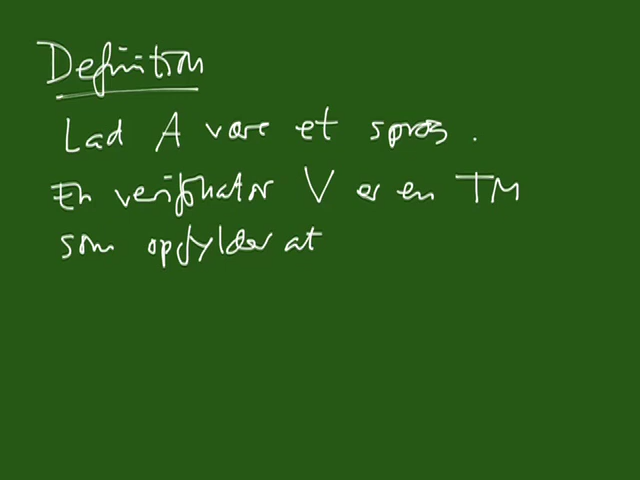 Definition
Lad A være et sprog.
En verifikator V er en TM
som opfylder at